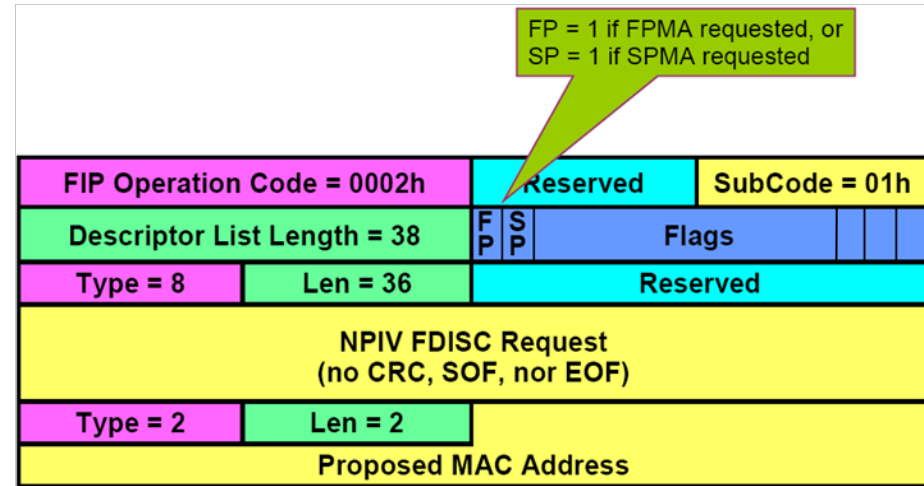 FP = 1 if FPMA requested, or
SP = 1 if SPMA requested
FIP Operation Code = 0002h
Reserved
SubCode = 01h
Descriptor List Length = 38
FP
SP
Flags
Type = 8
Len = 36
Reserved
NPIV FDISC Request
(no CRC, SOF, nor EOF)
Type = 2
Len = 2
Proposed MAC Address